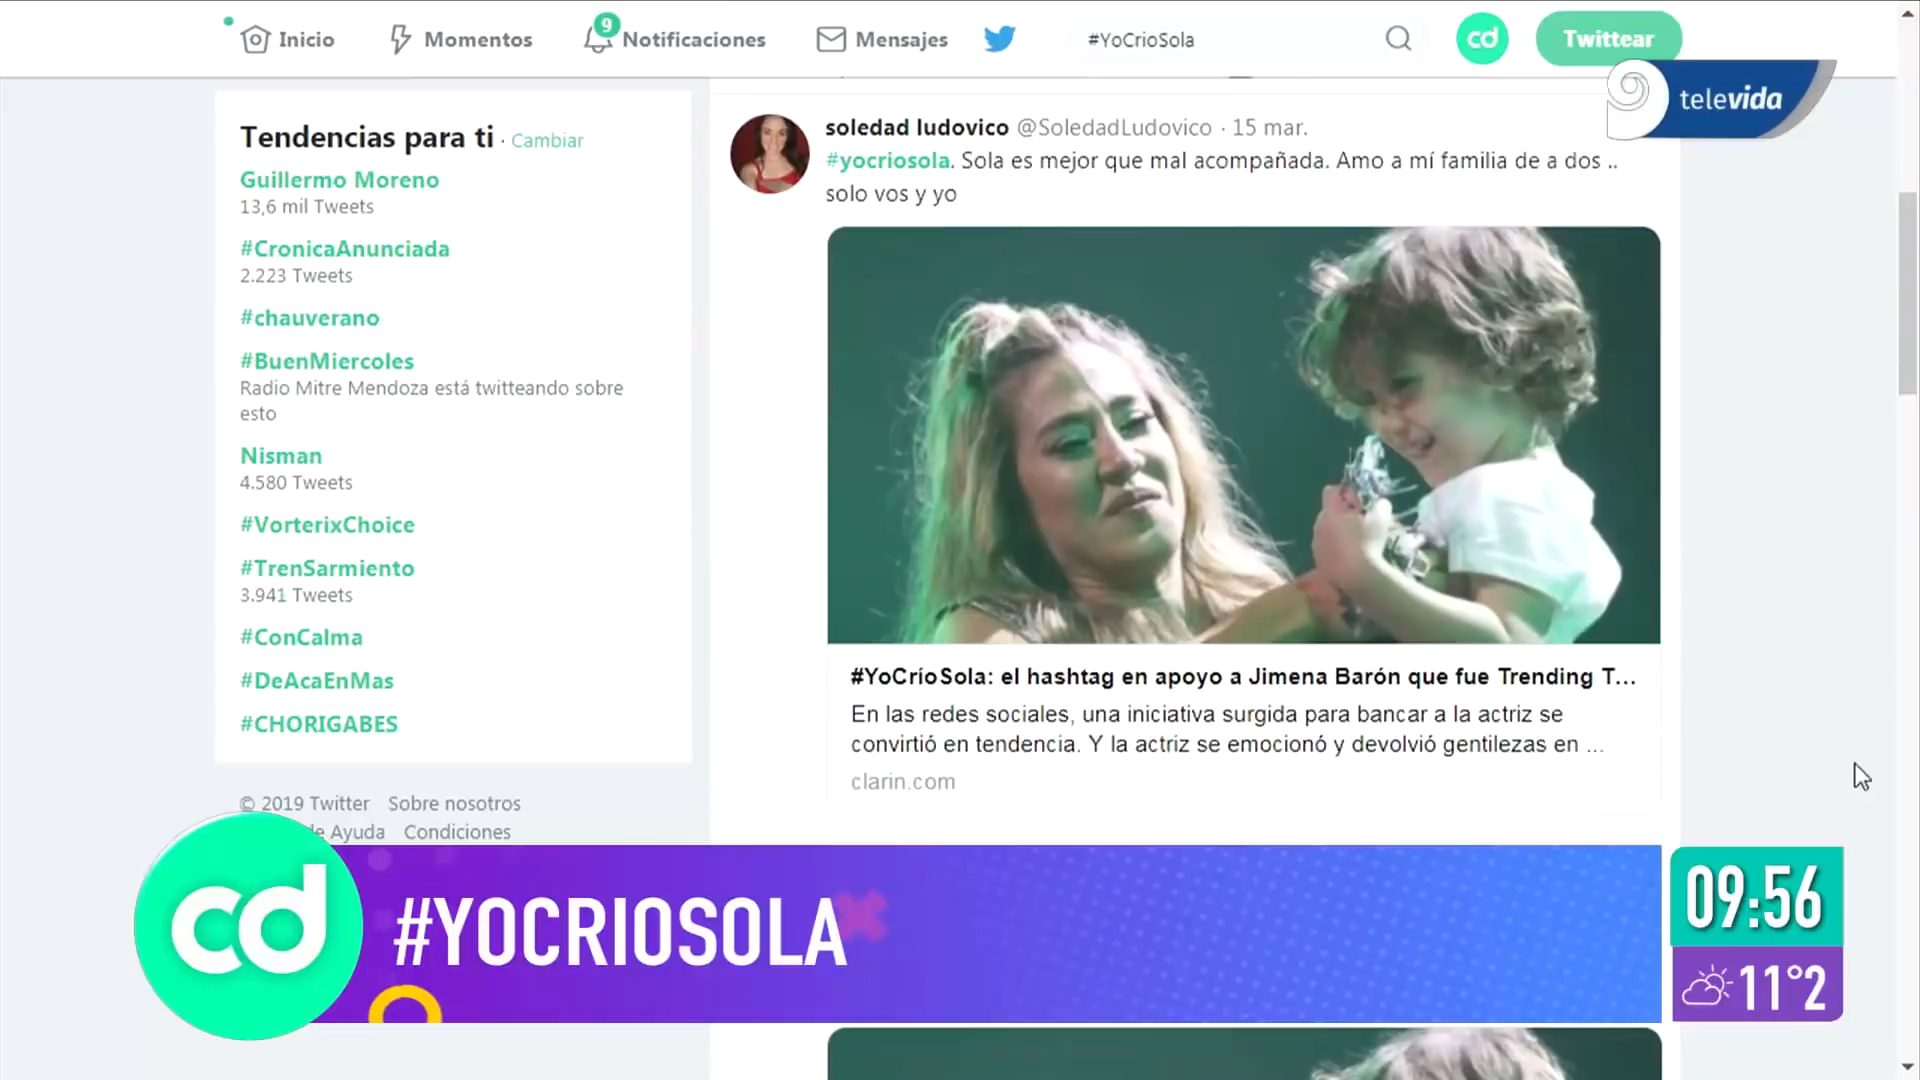 Inicio
Momentos
9
Notificaciones
Mensajes
#YoCrioSola
cd
Twittear
televida
Tendencias para ti · Cambiar
Guillermo Moreno
13,6 mil Tweets
#CronicaAnunciada
2.223 Tweets
#chauverano
#BuenMiercoles
Radio Mitre Mendoza está twitteando sobre
esto
Nisman
4.580 Tweets
#VorterixChoice
#TrenSarmiento
3.941 Tweets
#ConCalma
#DeAcaEnMas
#CHORIGABES
© 2019 Twitter Sobre nosotros
de Ayuda Condiciones
soledad ludovico @SoledadLudovico · 15 mar.
#yocriosola. Sola es mejor que mal acompañada. Amo a mí familia de a dos ..
solo vos y yo
#YoCríoSola: el hashtag en apoyo a Jimena Barón que fue Trending T...
En las redes sociales, una iniciativa surgida para bancar a la actriz se
convirtió en tendencia. Y la actriz se emocionó y devolvió gentilezas en ...
clarin.com
cd
#YOCRIOSOLA
09:56
11°2